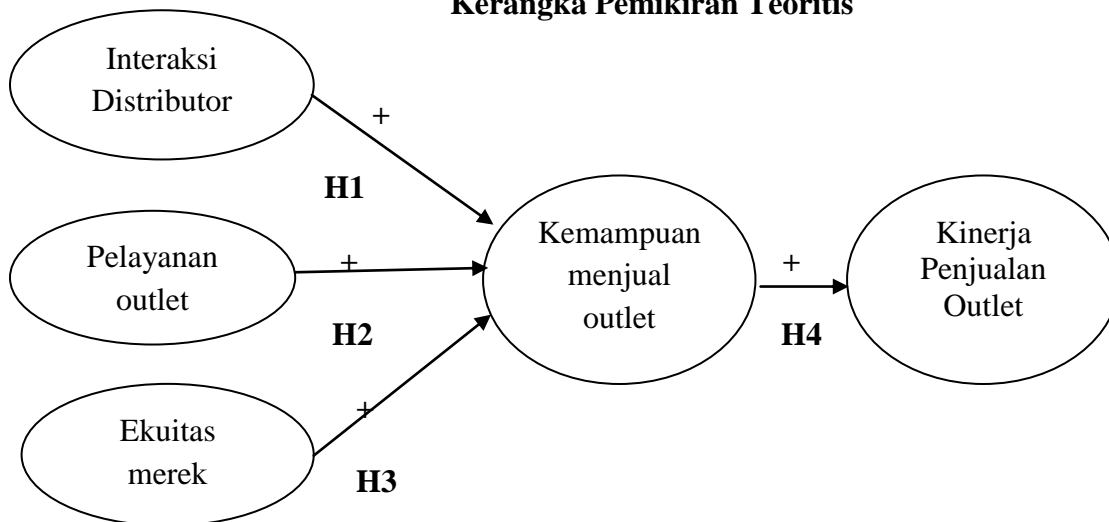 Kerangka Pemikiran Teoritis
Interaksi
Distributor
+
H1
Pelayanan
outlet
+
H2
Ekuitas
merek
+
H3
Kemampuan
menjual
outlet
+
H4
Kinerja
Penjualan
Outlet